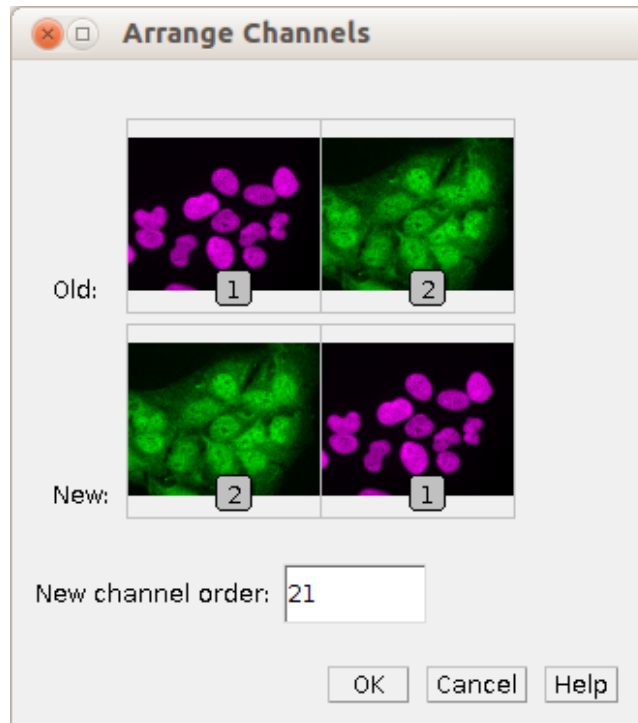 Arrange Channels
Old: 1 2
New: 2 1
New channel order: 21
OK Cancel Help